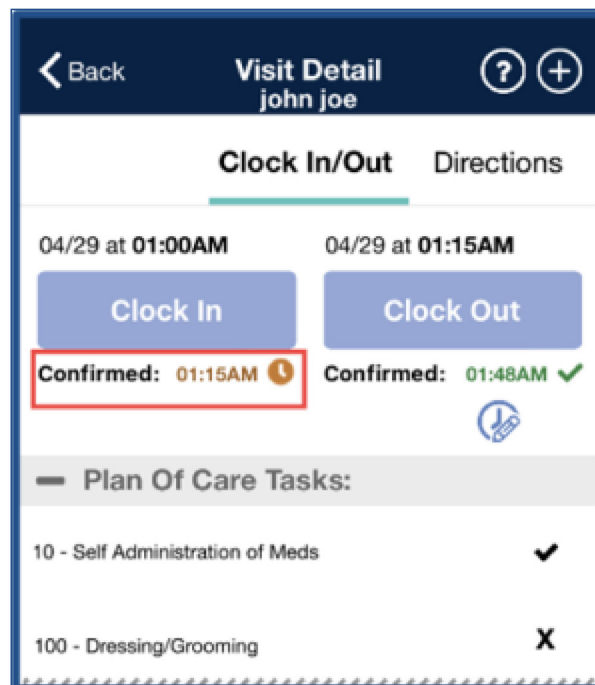 Back
Visit Detail
john joe
?
Clock In/Out Directions
04/29 at 01:00AM 04/29 at 01:15AM
Clock In Clock Out
Confirmed: 01:15AM Confirmed: 01:48AM
Plan Of Care Tasks:
10 - Self Administration of Meds
100 - Dressing/Grooming X